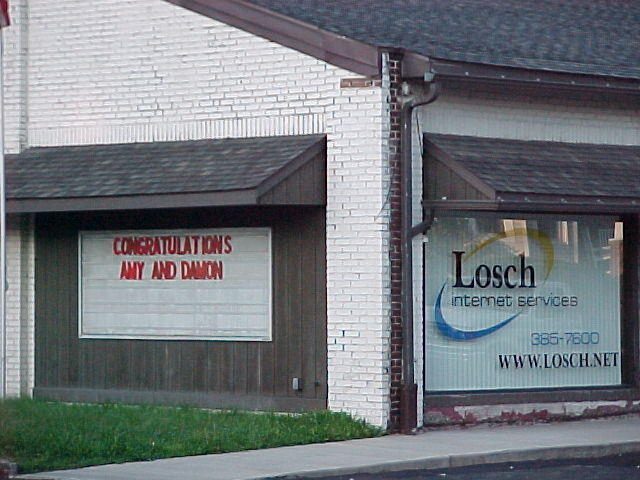 CONGRATULATIONS
AMY AND DAMON
Losch
internet services
385-7600
WWW.LOSCH.NET